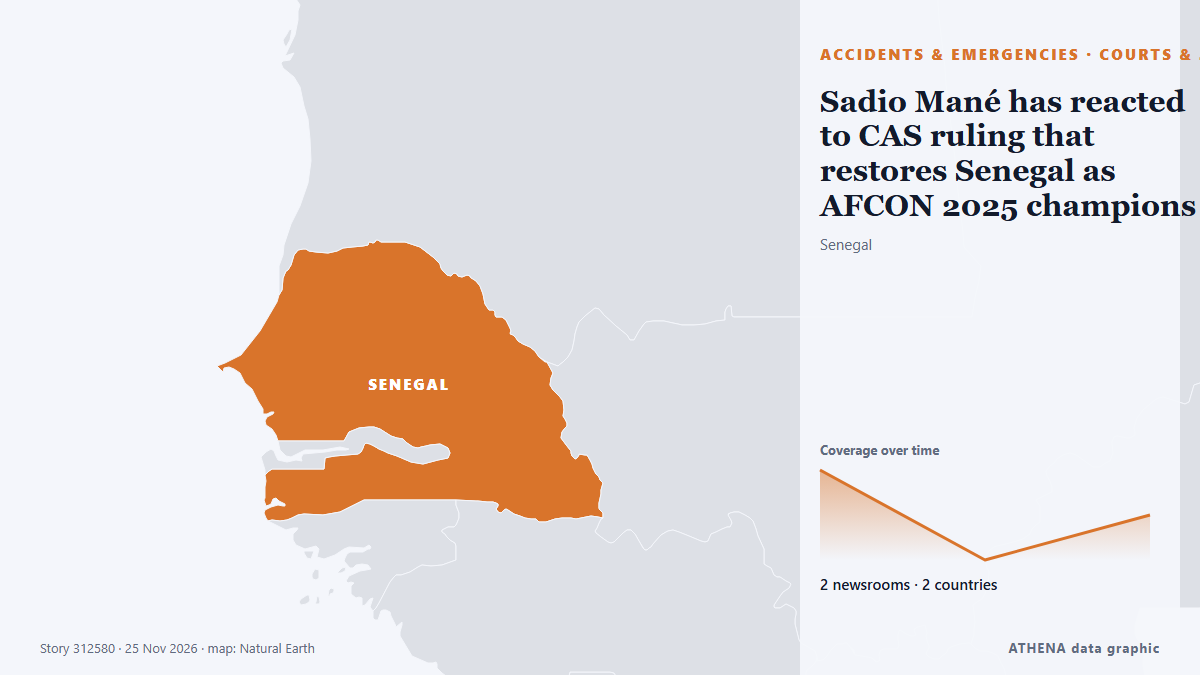 ACCIDENTS & EMERGENCIES · COURTS &
Sadio Mané has reacted
to CAS ruling that
restores Senegal as
AFCON 2025 champions
Senegal
SENEGAL
Coverage over time
2 newsrooms · 2 countries
Story 312580 · 25 Nov 2026 · map: Natural Earth
ATHENA data graphic